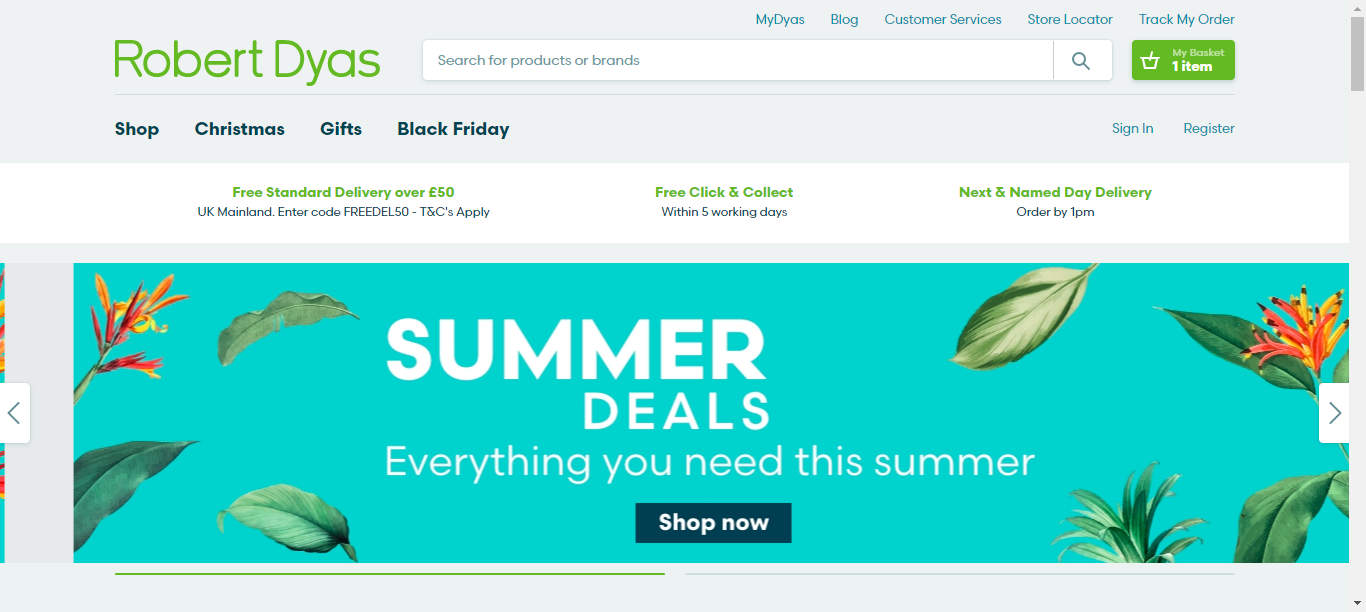 MyDyas Blog Customer Services Store Locator Track My Order
Robert Dyas
Search for products or brands
My Basket
1 item
Shop Christmas Gifts Black Friday
Sign In Register
Free Standard Delivery over £50
UK Mainland. Enter code FREEDEL50 - T&C's Apply
Free Click & Collect
Within 5 working days
Next & Named Day Delivery
Order by 1pm
SUMMER
DEALS
Everything you need this summer
Shop now